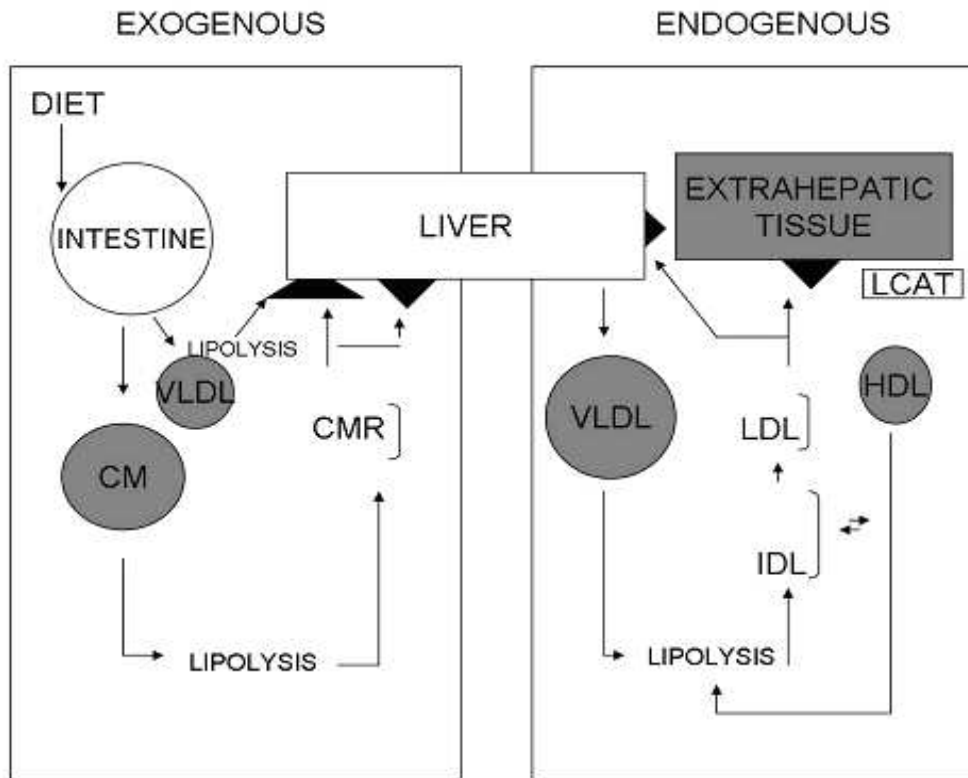 EXOGENOUS
DIET
INTESTINE
LIPOLYSIS
VLDL
CM
CMR
LIPOLYSIS
LIVER
ENDOGENOUS
EXTRAHEPATIC
TISSUE
LCAT
VLDL
HDL
LDL
IDL
LIPOLYSIS